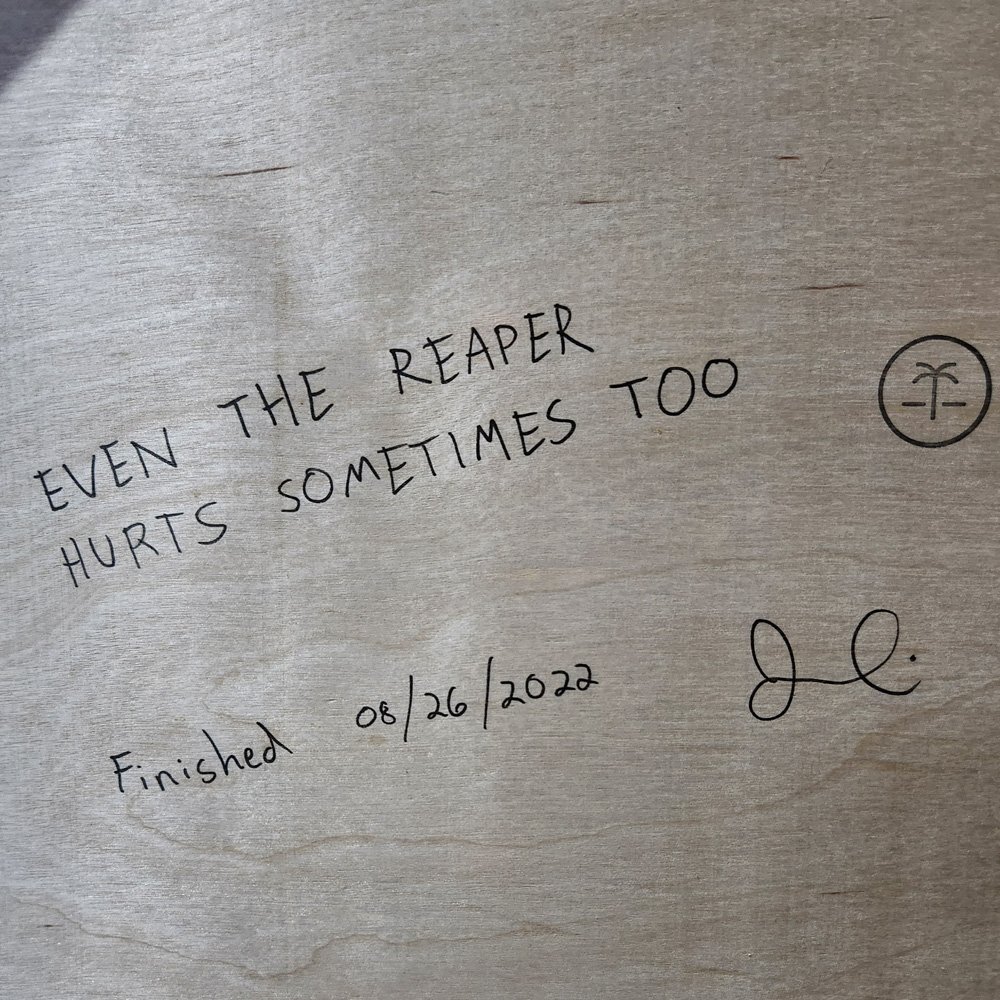 EVEN THE REAPER
HURTS SOMETIMES TOO
Finished 08/26/2022